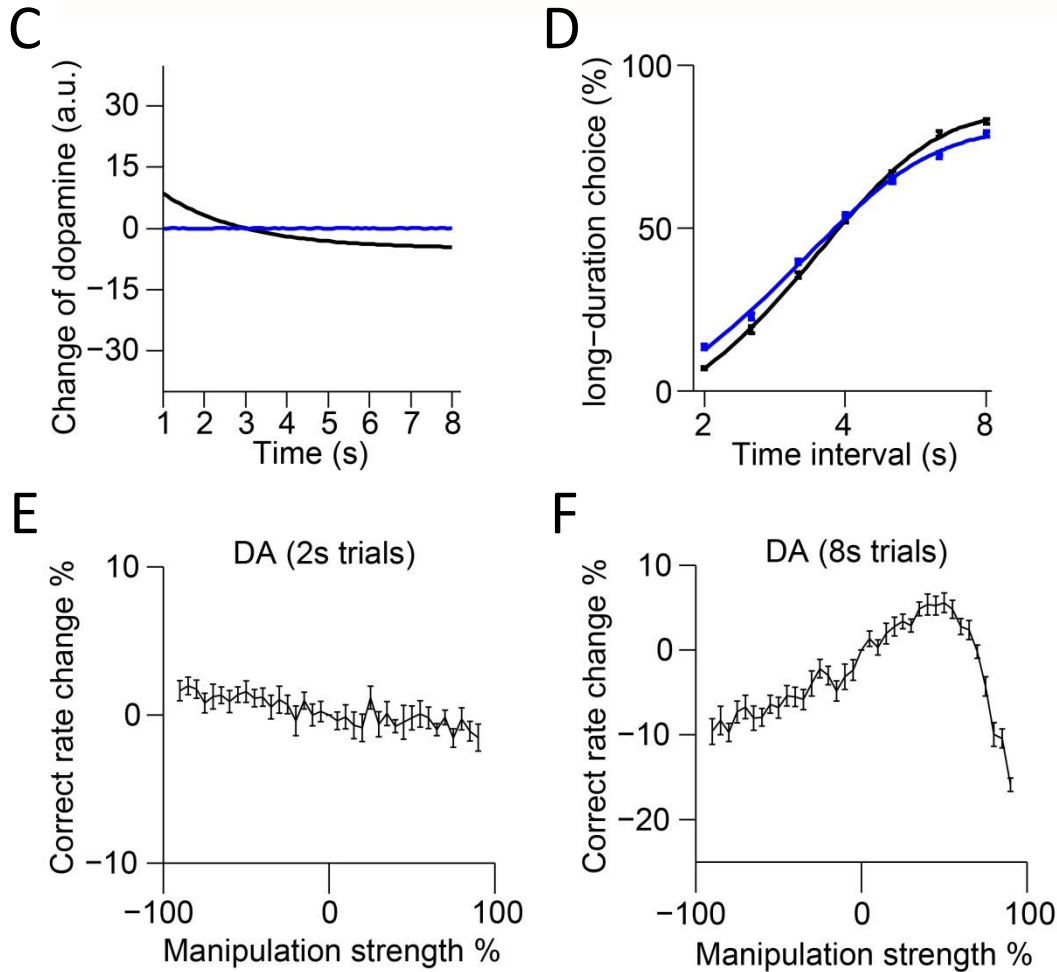 C
Change of dopamine (a.u.)
30
15
0
−15
−30
1 2 3 4 5 6 7 8
Time (s)
D
long−duration choice (%)
100
50
0
2 4 8
Time interval (s)
E
DA (2s trials)
Correct rate change %
10
0
−10
−100 0 100
Manipulation strength %
F
DA (8s trials)
Correct rate change %
10
0
−10
−20
−100 0 100
Manipulation strength %